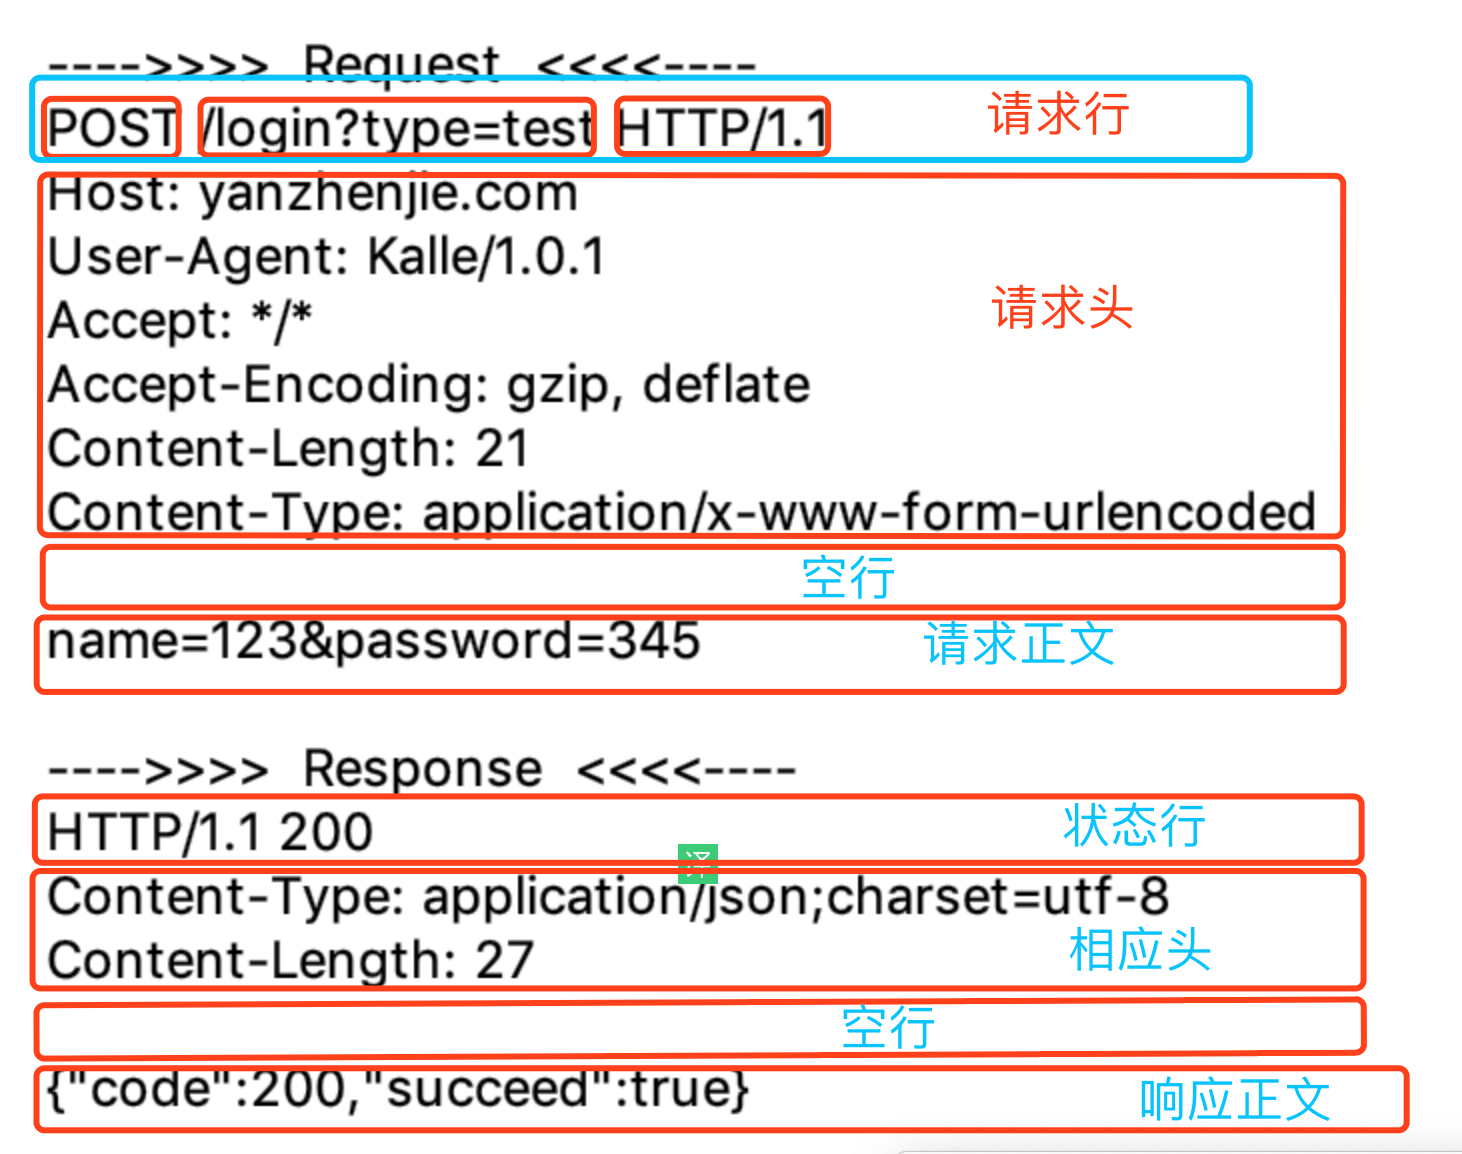 ---->>>> Request <<<<----
POST /login?type=test HTTP/1.1 请求行
Host: yanzhenjie.com
User-Agent: Kalle/1.0.1
Accept: */* 请求头
Accept-Encoding: gzip, deflate
Content-Length: 21
Content-Type: application/x-www-form-urlencoded
空行
name=123&password=345 请求正文
---->>>> Response <<<<----
HTTP/1.1 200 状态行
译
Content-Type: application/json;charset=utf-8
Content-Length: 27 相应头
空行
{"code":200,"succeed":true} 响应正文